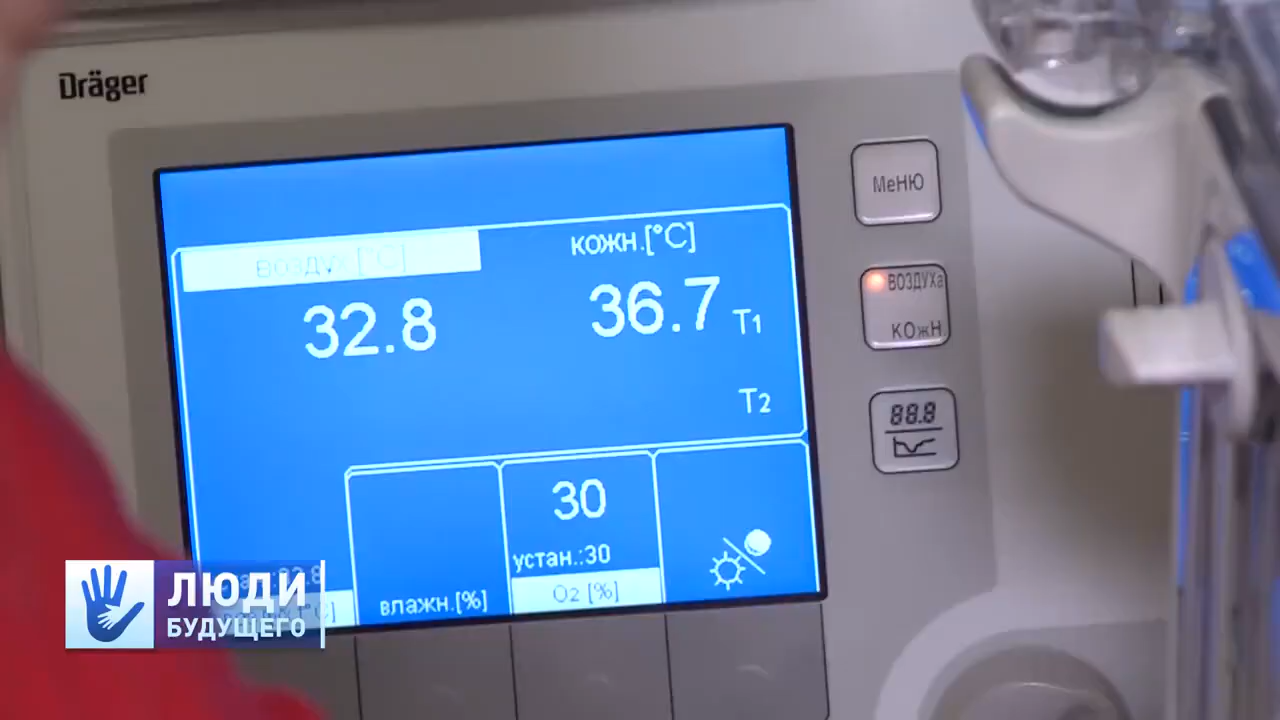 Dräger
воздух [°C]
кожн.[°C]
32.8
36.7 T1
T2
30
устан.:30
влажн.[%]
O2 [%]
МеНЮ
ВОЗДУХа
КОжН
88.8
ЛЮДИ
БУДУЩЕГО